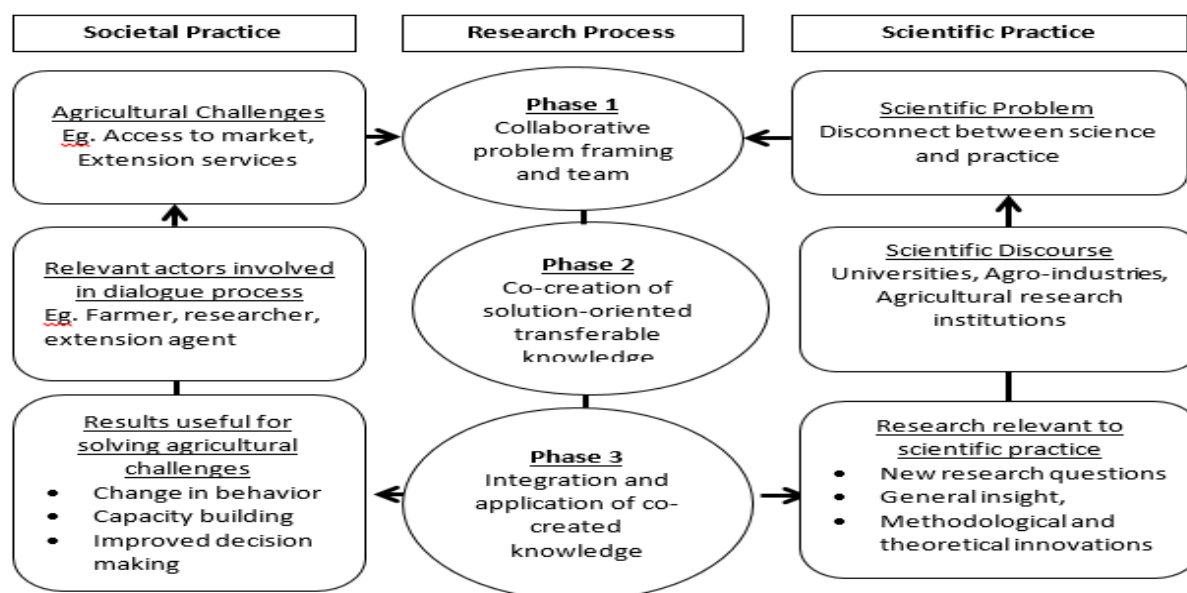 Societal Practice
Research Process
Scientific Practice
Agricultural Challenges
Eg. Access to market,
Extension services
Phase 1
Collaborative
problem framing
and team
Scientific Problem
Disconnect between science
and practice
Relevant actors involved
in dialogue process
Eg. Farmer, researcher,
extension agent
Phase 2
Co-creation of
solution-oriented
transferable
knowledge
Scientific Discourse
Universities, Agro-industries,
Agricultural research
institutions
Results useful for
solving agricultural
challenges
• Change in behavior
• Capacity building
• Improved decision
making
Phase 3
Integration and
application of co-
created
knowledge
Research relevant to
scientific practice
• New research questions
• General insight,
• Methodological and
theoretical innovations